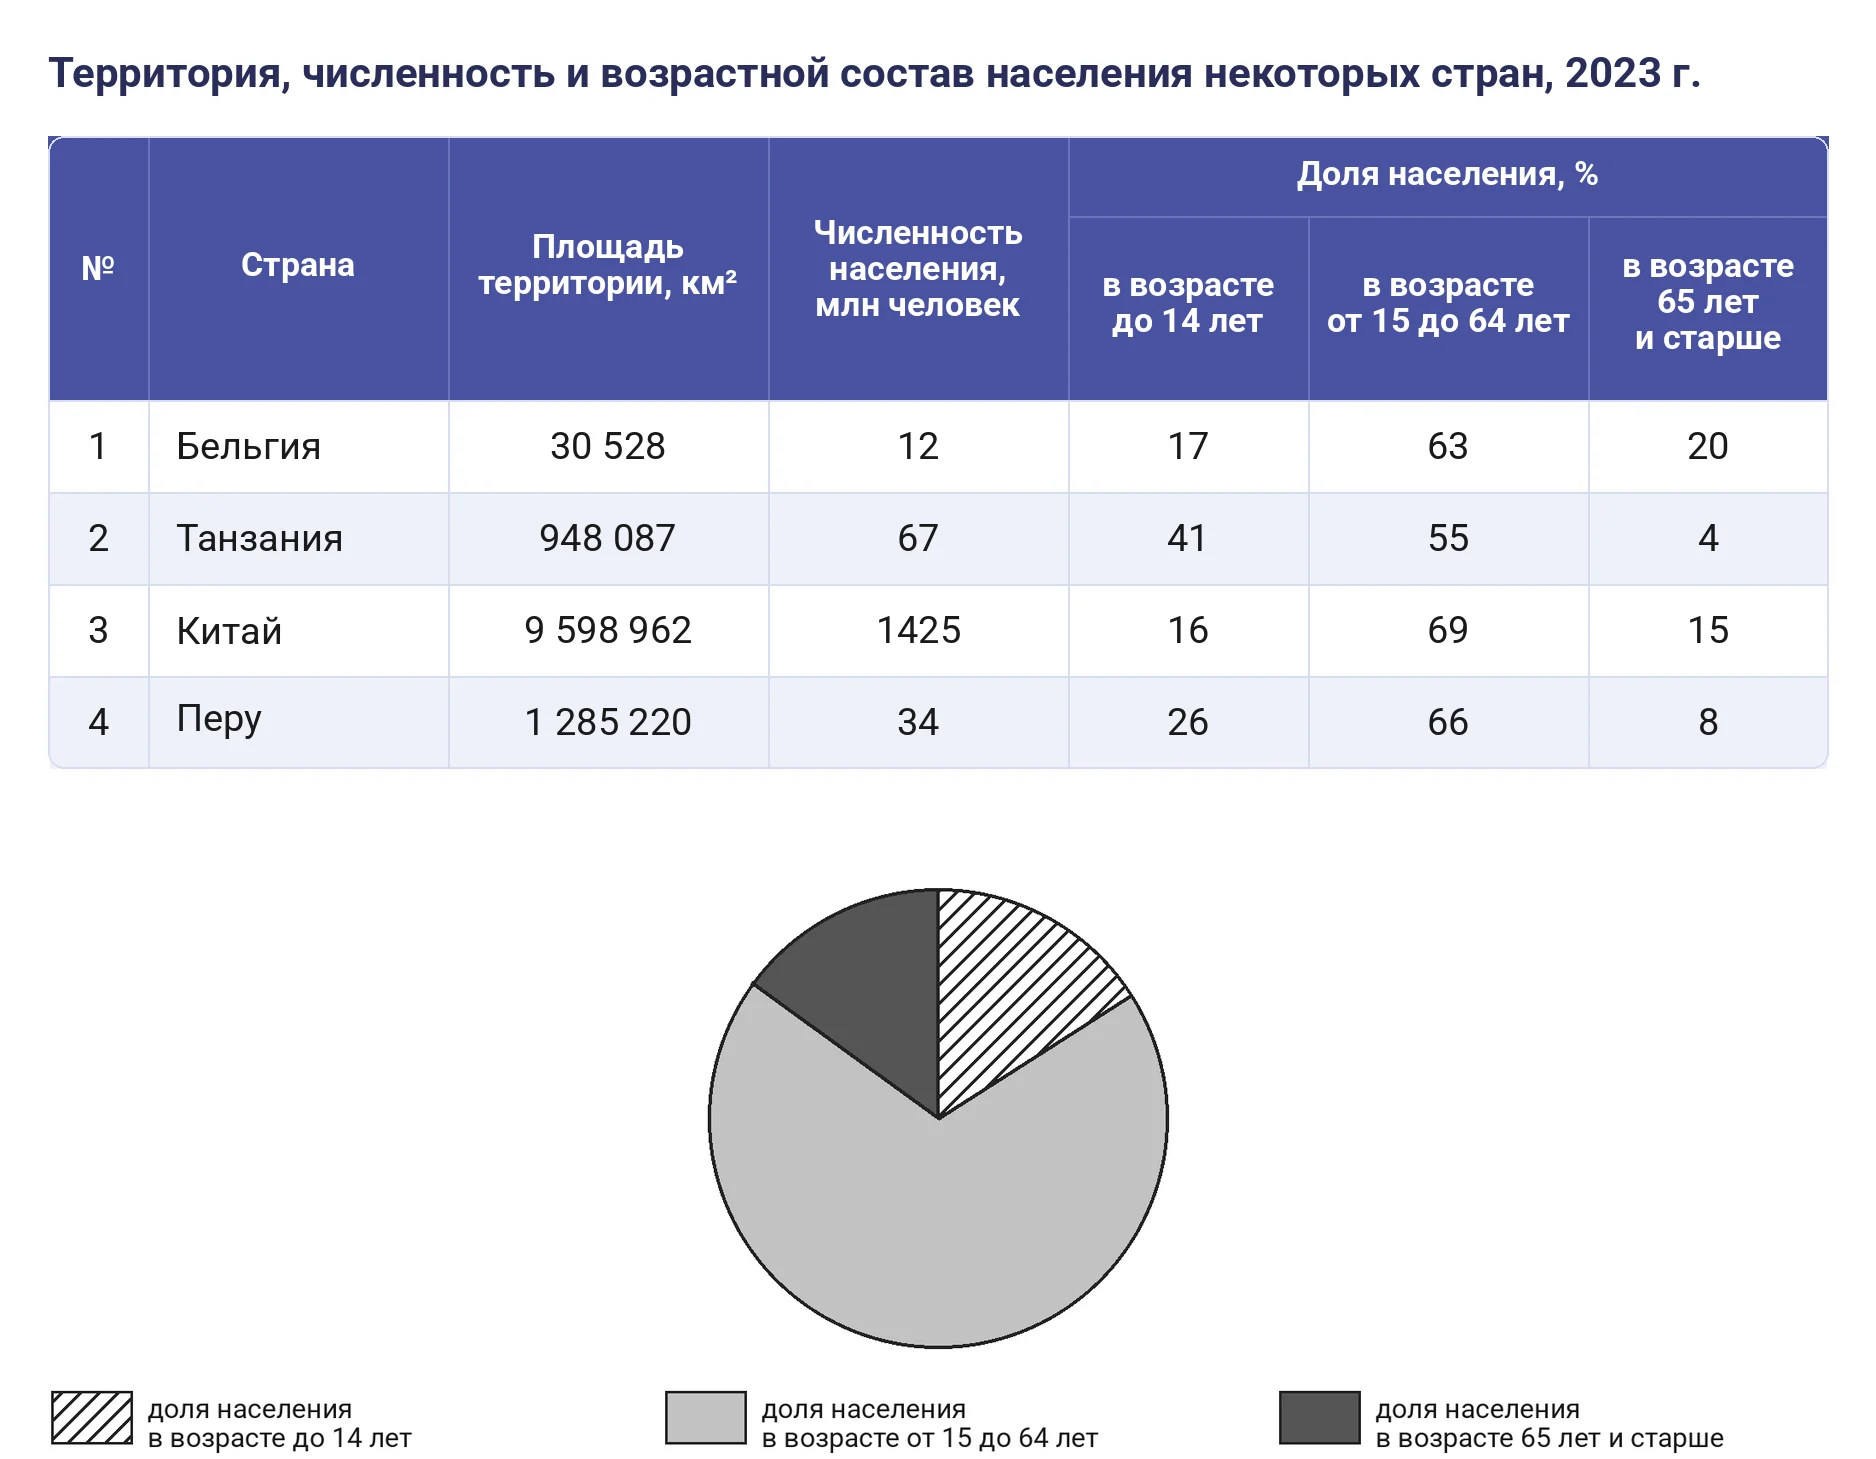 Территория, численность и возрастной состав населения некоторых стран, 2023 г.
№
Страна
Площадь
территории, км²
Численность
населения,
млн человек
Доля населения, %
в возрасте
до 14 лет
в возрасте
от 15 до 64 лет
в возрасте
65 лет
и старше
1 Бельгия 30 528 12 17 63 20
2 Танзания 948 087 67 41 55 4
3 Китай 9 598 962 1425 16 69 15
4 Перу 1 285 220 34 26 66 8
доля населения
в возрасте до 14 лет
доля населения
в возрасте от 15 до 64 лет
доля населения
в возрасте 65 лет и старше